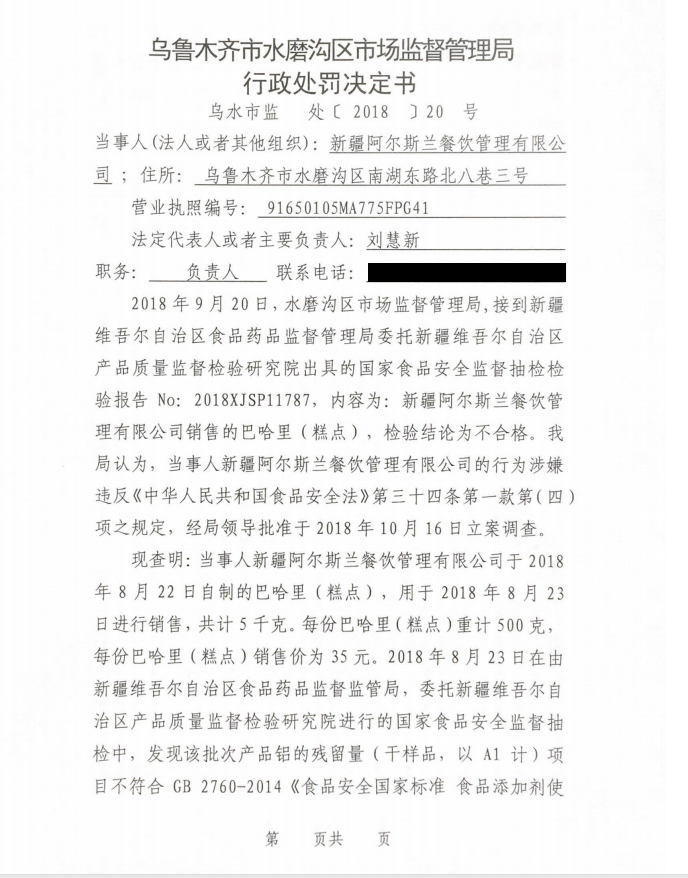 乌鲁木齐市水磨沟区市场监督管理局
行政处罚决定书
乌水市监 处〔 2018 〕20 号
当事人(法人或者其他组织)：新疆阿尔斯兰餐饮管理有限公
司 ；住所： 乌鲁木齐市水磨沟区南湖东路北八巷三号
营业执照编号： 91650105MA775FPG41
法定代表人或者主要负责人：刘慧新
职务： 负责人 联系电话：
2018 年 9 月 20 日，水磨沟区市场监督管理局,接到新疆
维吾尔自治区食品药品监督管理局委托新疆维吾尔自治区
产品质量监督检验研究院出具的国家食品安全监督抽检检
验报告 No：2018XJSP11787，内容为：新疆阿尔斯兰餐饮管
理有限公司销售的巴哈里（糕点），检验结论为不合格。我
局认为，当事人新疆阿尔斯兰餐饮管理有限公司的行为涉嫌
违反《中华人民共和国食品安全法》第三十四条第一款第(四)
项之规定，经局领导批准于 2018 年 10 月 16 日立案调查。
现查明：当事人新疆阿尔斯兰餐饮管理有限公司于 2018
年 8 月 22 日自制的巴哈里（糕点），用于 2018 年 8 月 23
日进行销售，共计 5 千克。每份巴哈里（糕点）重计 500 克，
每份巴哈里（糕点）销售价为 35 元。2018 年 8 月 23 日在由
新疆维吾尔自治区食品药品监督监管局，委托新疆维吾尔自
治区产品质量监督检验研究院进行的国家食品安全监督抽
检中，发现该批次产品铝的残留量（干样品，以 A1 计）项
目不符合 GB 2760-2014《食品安全国家标准 食品添加剂使
第 页共 页